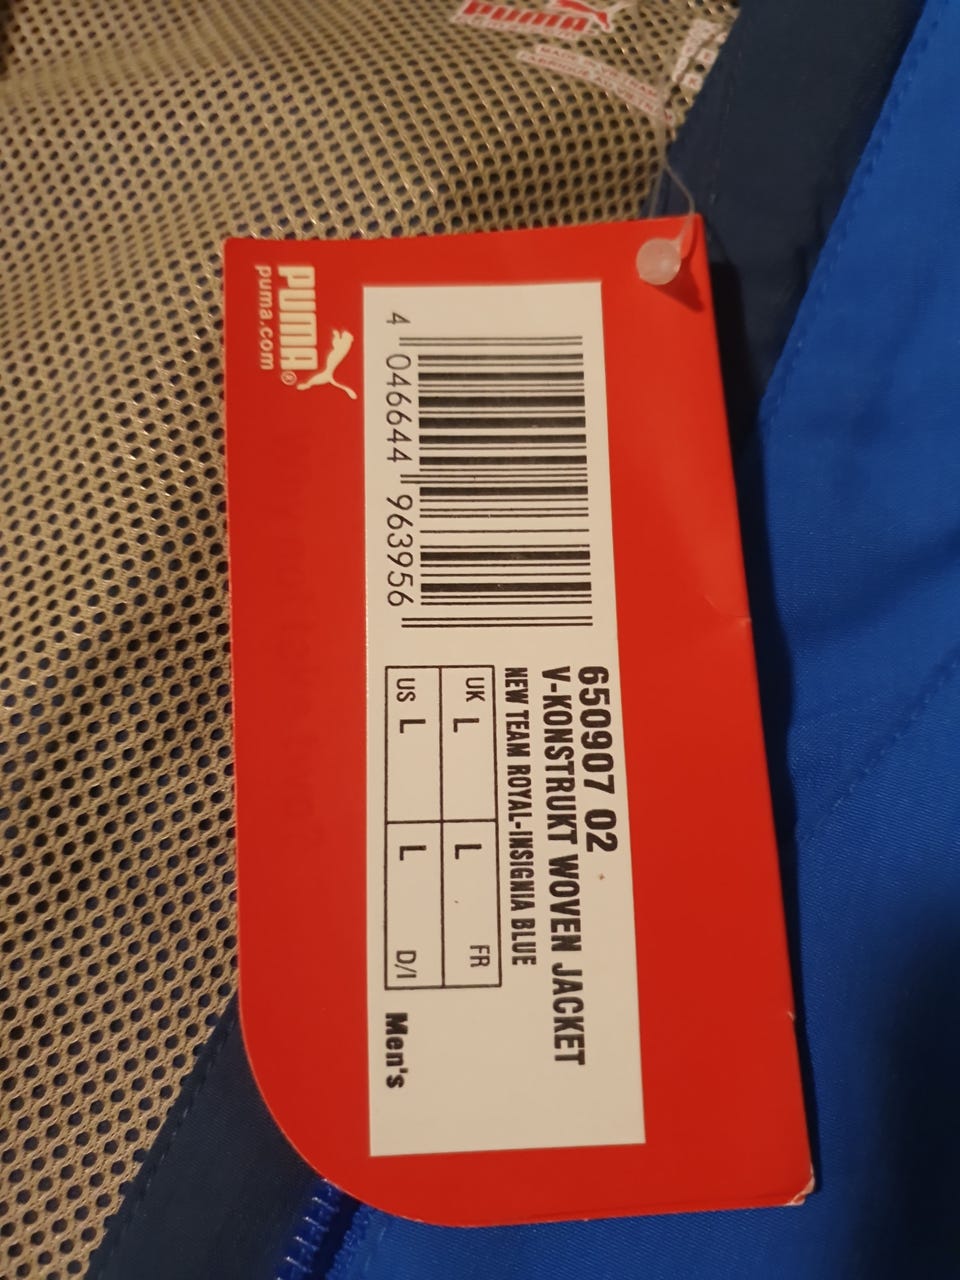 PUMA
PUMA®
puma.com
4 046644 963956
650907 02
V-KONSTRUKT WOVEN JACKET
NEW TEAM ROYAL-INSIGNIA BLUE
UK L L FR
US L L D/I
Men's